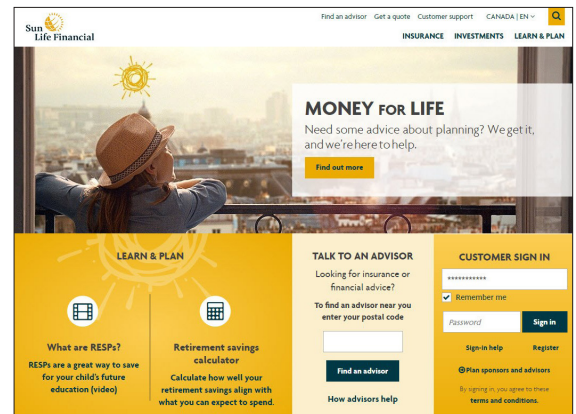 Find an advisor Get a quote Customer support CANADA | EN
Sun
Life Financial
INSURANCE INVESTMENTS LEARN & PLAN
MONEY FOR LIFE
Need some advice about planning? We get it,
and we're here to help.
Find out more
LEARN & PLAN
What are RESPs?
RESPs are a great way to save
for your child's future
education (video)
Retirement savings
calculator
Calculate how well your
retirement savings align with
what you can expect to spend.
TALK TO AN ADVISOR
Looking for insurance or
financial advice?
To find an advisor near you
enter your postal code
Find an advisor
How advisors help
CUSTOMER SIGN IN
***********
Remember me
Password Sign in
Sign-in help Register
Plan sponsors and advisors
By signing in, you agree to these
terms and conditions.